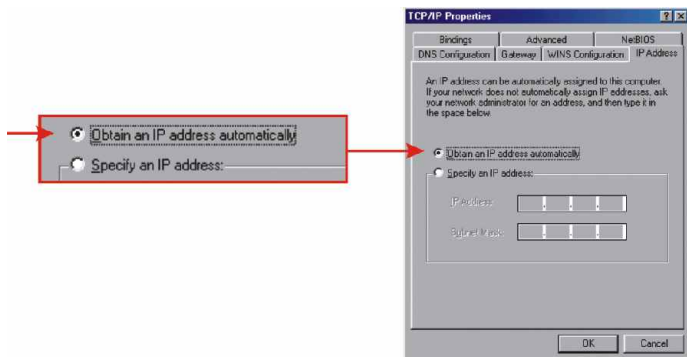 Obtain an IP address automatically
Specify an IP address:
TCP/IP Properties
? X
Bindings Advanced NetBIOS
DNS Configuration Gateway WINS Configuration IP Address
An IP address can be automatically assigned to this computer.
If your network does not automatically assign IP addresses, ask
your network administrator for an address, and then type it in
the space below.
Obtain an IP address automatically
Specify an IP address:
IP Address:
Subnet Mask:
OK Cancel